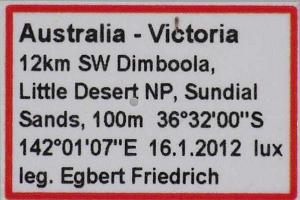 Australia - Victoria
12km SW Dimboola,
Little Desert NP, Sundial
Sands, 100m 36°32'00"S
142°01'07"E 16.1.2012 lux
leg. Egbert Friedrich